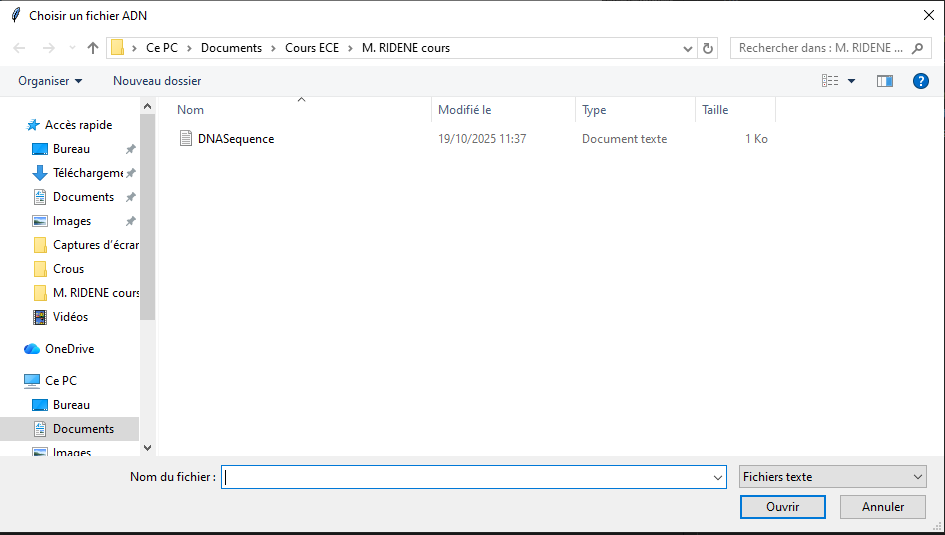 Choisir un fichier ADN
Ce PC > Documents > Cours ECE > M. RIDENE cours
Rechercher dans : M. RIDENE ...
Organiser
Nouveau dossier
Nom
Modifié le
Type
Taille
DNASequence
19/10/2025 11:37
Document texte
1 Ko
Accès rapide
Bureau
Téléchargeme
Documents
Images
Captures d'écran
Crous
M. RIDENE cours
Vidéos
OneDrive
Ce PC
Bureau
Documents
Images
Nom du fichier :
Fichiers texte
Ouvrir
Annuler